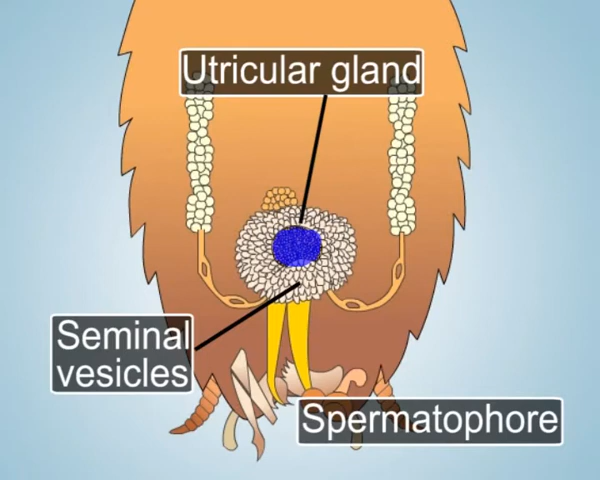 Utricular gland
Seminal
vesicles
Spermatophore